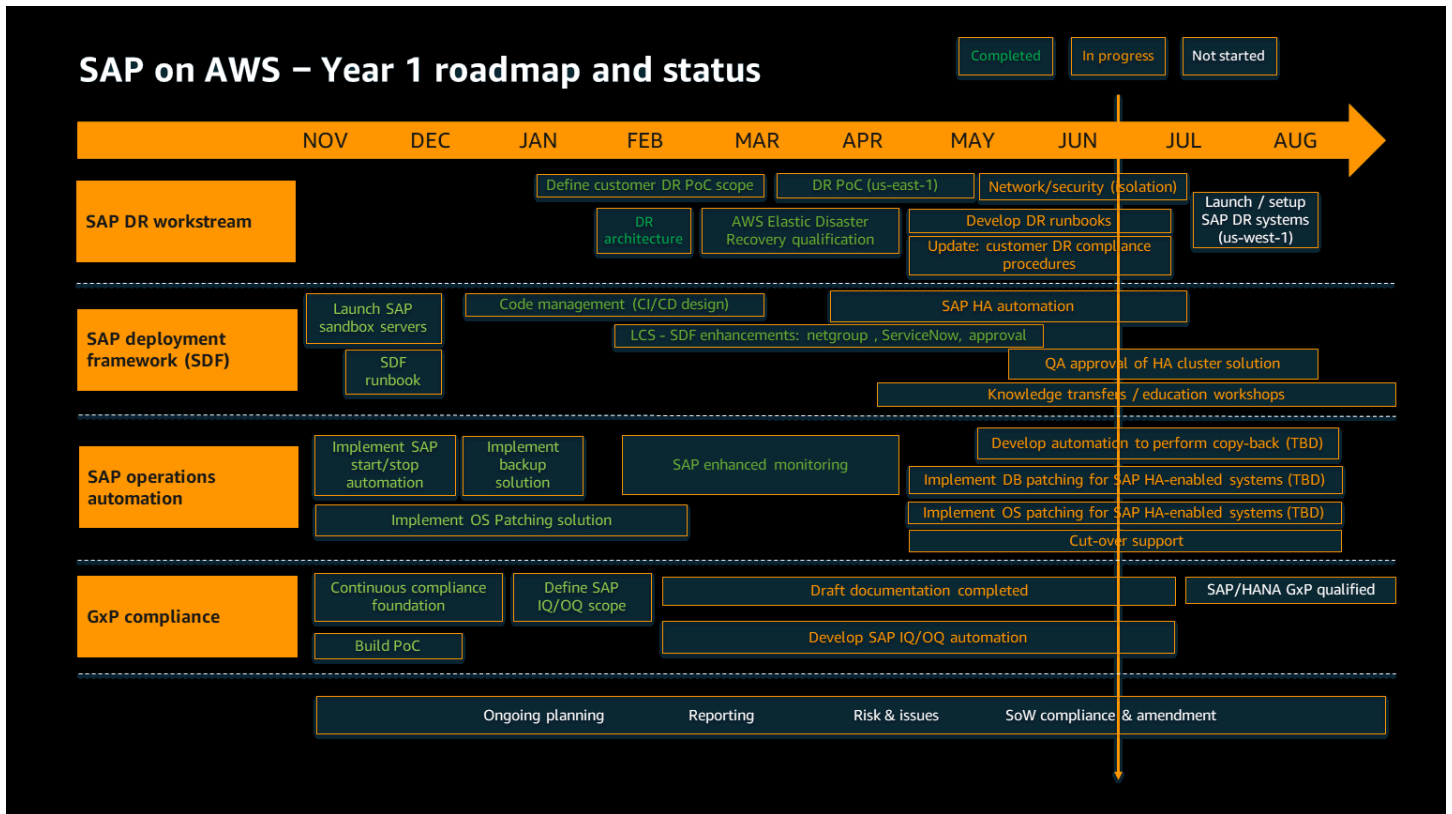 SAP on AWS – Year 1 roadmap and status
Completed
In progress
Not started
NOV DEC JAN FEB MAR APR MAY JUN JUL AUG
SAP DR workstream
Define customer DR PoC scope
DR PoC (us-east-1)
Network/security (isolation)
DR
architecture
AWS Elastic Disaster
Recovery qualification
Develop DR runbooks
Update: customer DR compliance
procedures
Launch / setup
SAP DR systems
(us-west-1)
SAP deployment
framework (SDF)
Launch SAP
sandbox servers
Code management (CI/CD design)
SAP HA automation
LCS - SDF enhancements: netgroup , ServiceNow, approval
SDF
runbook
QA approval of HA cluster solution
Knowledge transfers / education workshops
SAP operations
automation
Implement SAP
start/stop
automation
Implement
backup
solution
SAP enhanced monitoring
Develop automation to perform copy-back (TBD)
Implement DB patching for SAP HA-enabled systems (TBD)
Implement OS Patching solution
Implement OS patching for SAP HA-enabled systems (TBD)
Cut-over support
GxP compliance
Continuous compliance
foundation
Define SAP
IQ/OQ scope
Draft documentation completed
SAP/HANA GxP qualified
Build PoC
Develop SAP IQ/OQ automation
Ongoing planning
Reporting
Risk & issues
SoW compliance & amendment